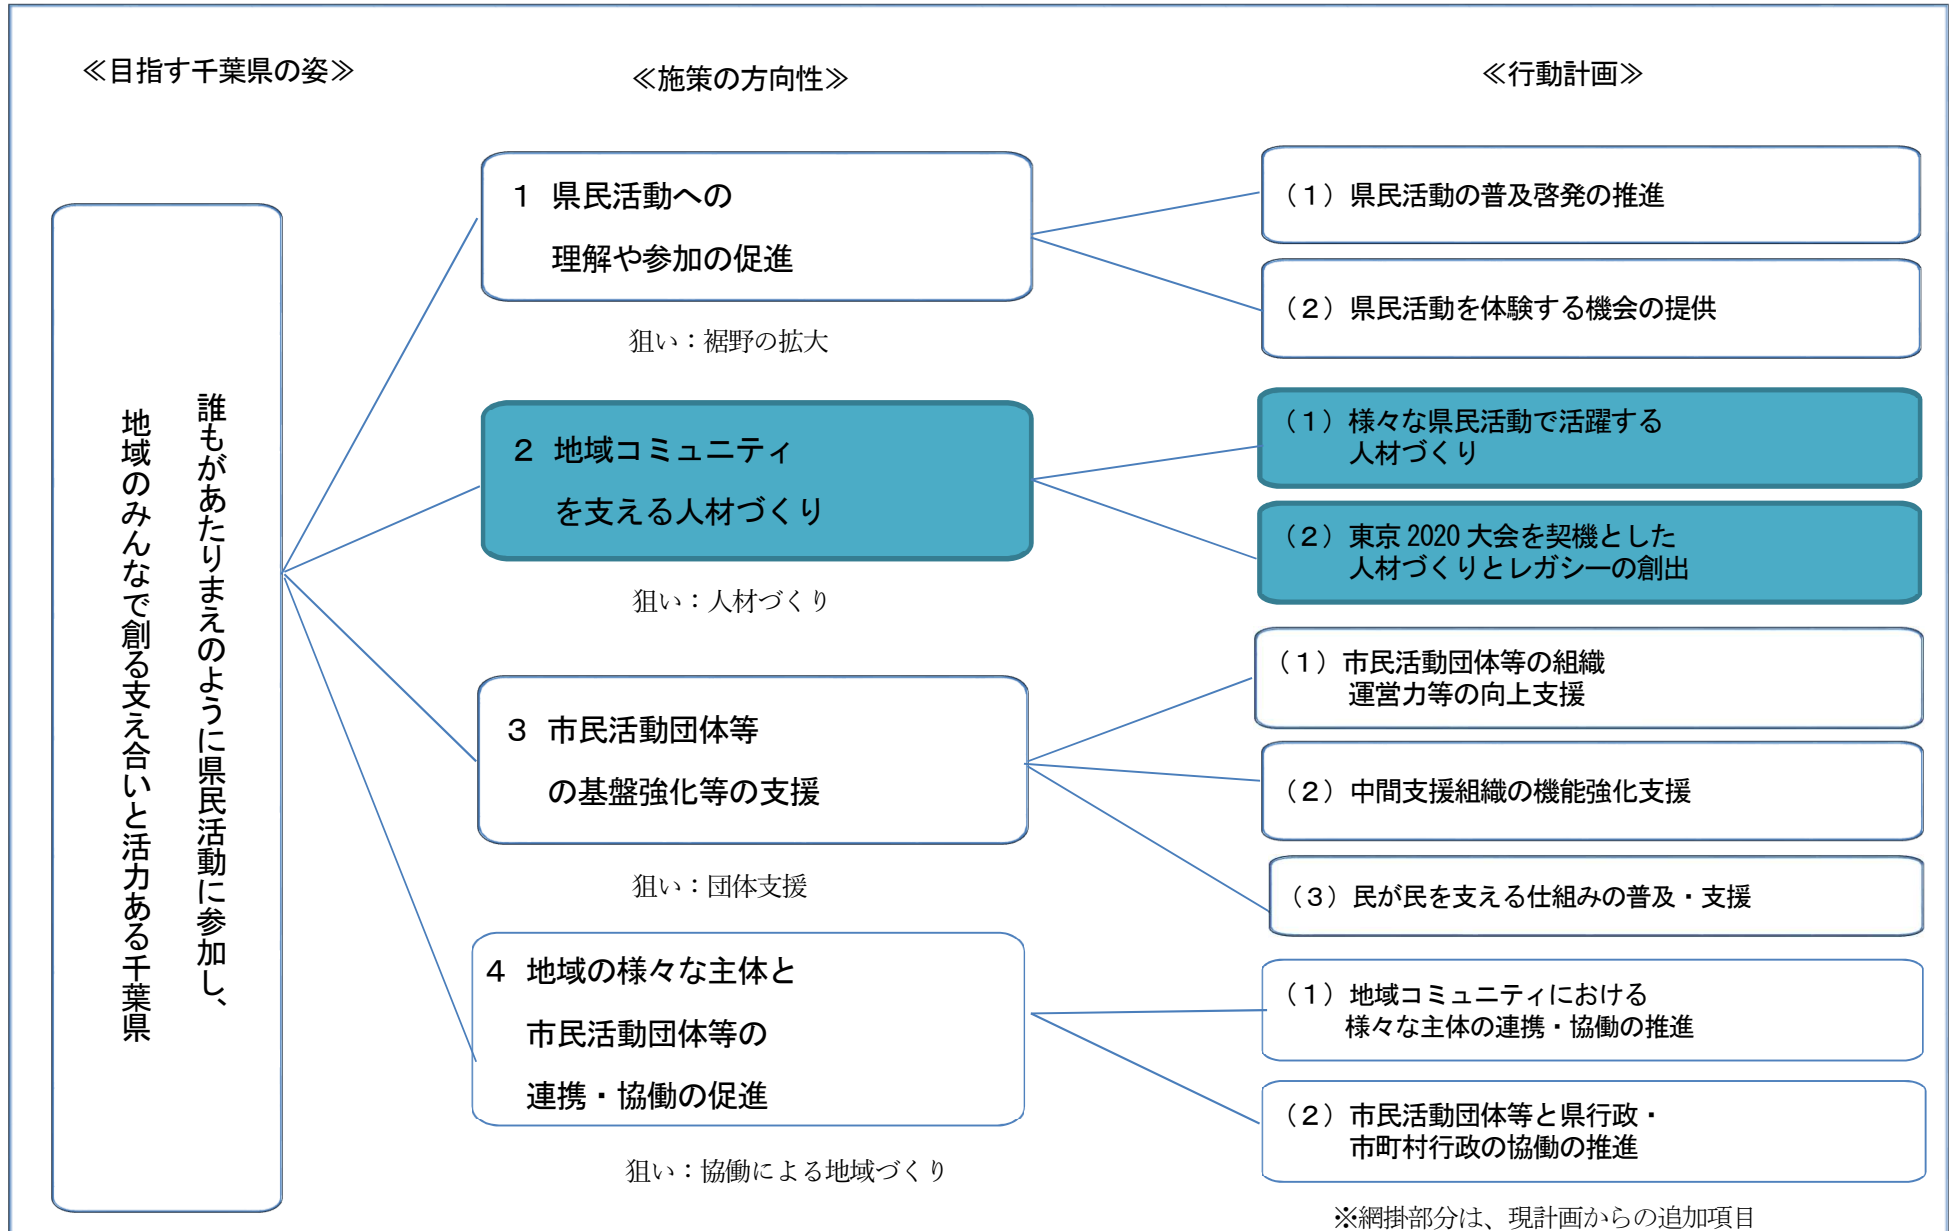 ≪目指す千葉県の姿≫
≪施策の方向性≫
≪行動計画≫
誰もがあたりまえのように県民活動に参加し、
地域のみんなで創る支え合いと活力ある千葉県
1 県民活動への
理解や参加の促進
狙い：裾野の拡大
（1）県民活動の普及啓発の推進
（2）県民活動を体験する機会の提供
2 地域コミュニティ
を支える人材づくり
狙い：人材づくり
（1）様々な県民活動で活躍する
人材づくり
（2）東京 2020 大会を契機とした
人材づくりとレガシーの創出
3 市民活動団体等
の基盤強化等の支援
狙い：団体支援
（1）市民活動団体等の組織
運営力等の向上支援
（2）中間支援組織の機能強化支援
（3）民が民を支える仕組みの普及・支援
4 地域の様々な主体と
市民活動団体等の
連携・協働の促進
狙い：協働による地域づくり
（1）地域コミュニティにおける
様々な主体の連携・協働の推進
（2）市民活動団体等と県行政・
市町村行政の協働の推進
※網掛部分は、現計画からの追加項目